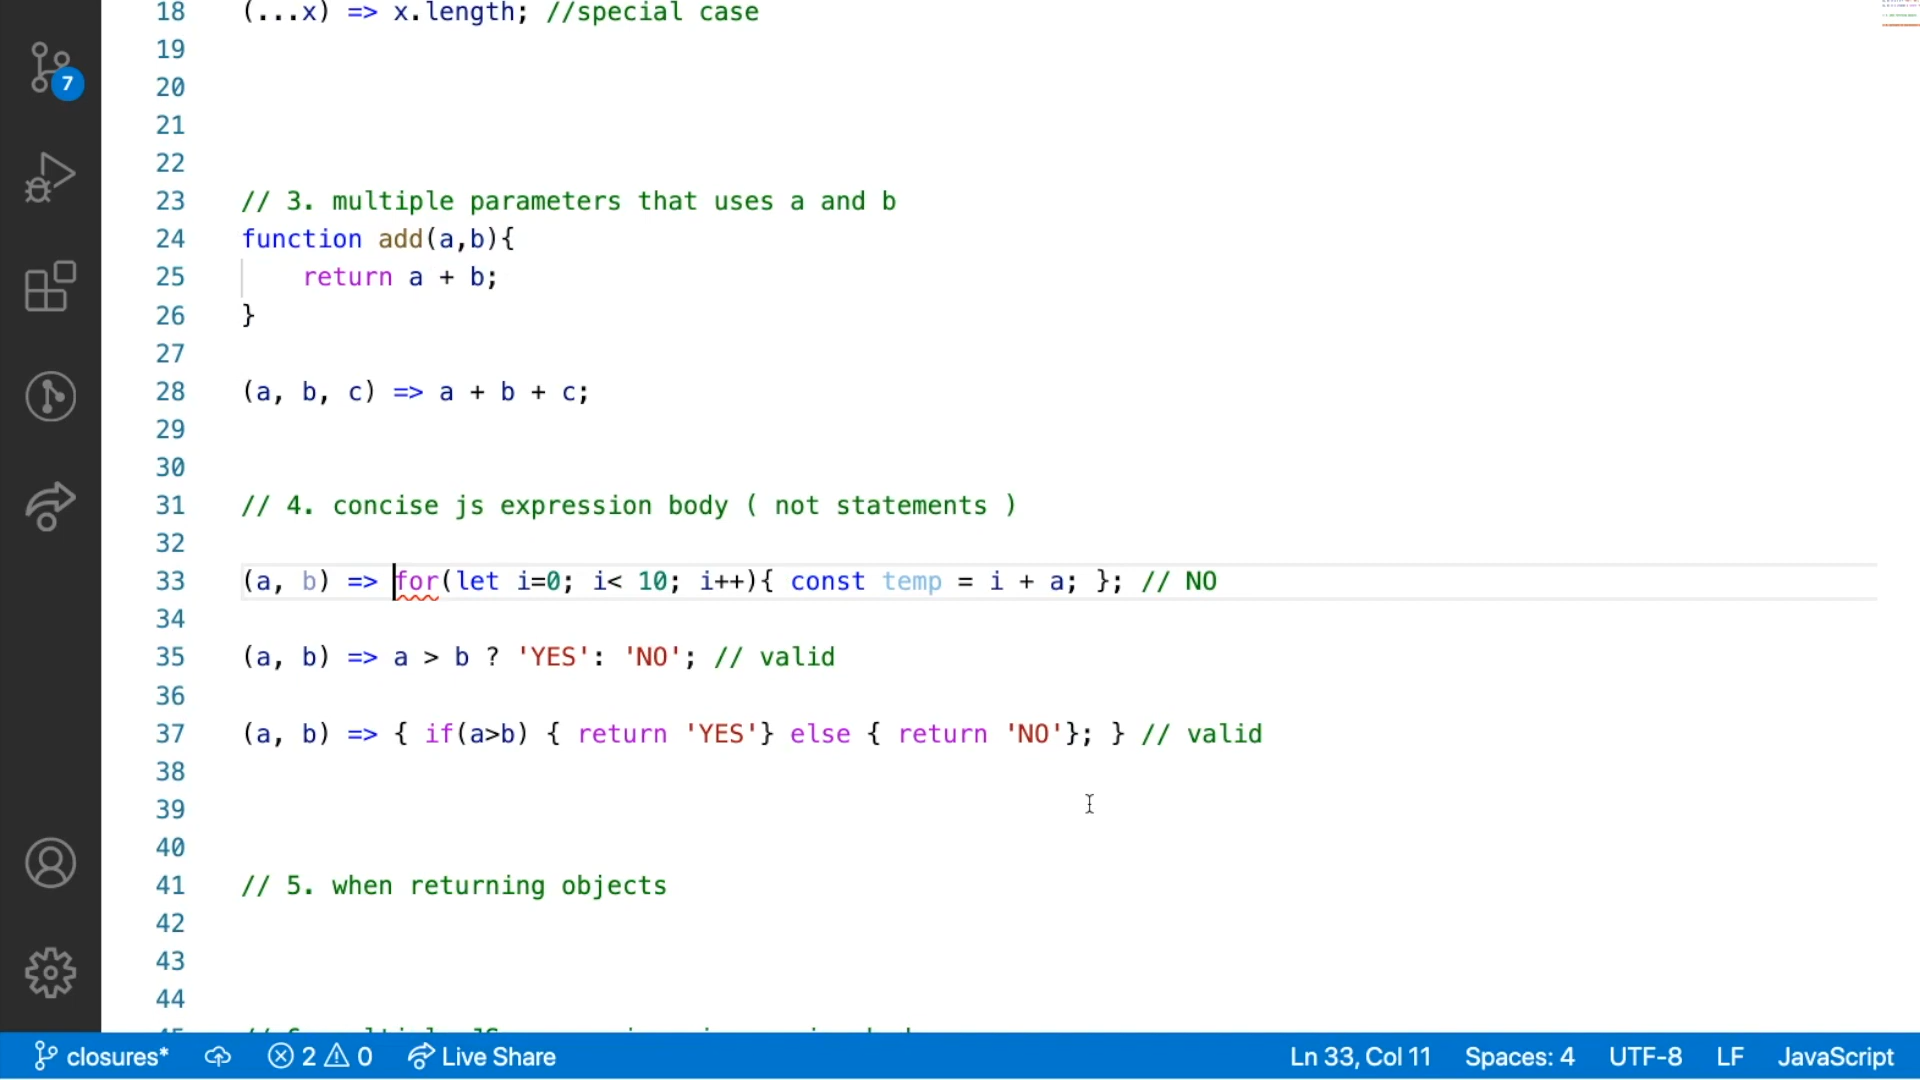 18 (...x) => x.length; //special case
19
20
21
22
23 // 3. multiple parameters that uses a and b
24 function add(a,b){
25 return a + b;
26 }
27
28 (a, b, c) => a + b + c;
29
30
31 // 4. concise js expression body ( not statements )
32
33 (a, b) => for(let i=0; i< 10; i++){ const temp = i + a; }; // NO
34
35 (a, b) => a > b ? 'YES': 'NO'; // valid
36
37 (a, b) => { if(a>b) { return 'YES'} else { return 'NO'}; } // valid
38
39
40
41 // 5. when returning objects
42
43
44
7
closures* 2 0 Live Share Ln 33, Col 11 Spaces: 4 UTF-8 LF JavaScript